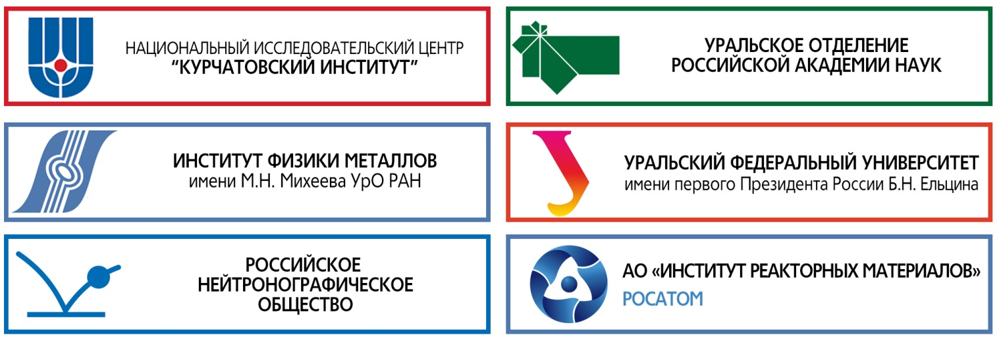 НАЦИОНАЛЬНЫЙ ИССЛЕДОВАТЕЛЬСКИЙ ЦЕНТР
“КУРЧАТОВСКИЙ ИНСТИТУТ”
УРАЛЬСКОЕ ОТДЕЛЕНИЕ
РОССИЙСКОЙ АКАДЕМИИ НАУК
ИНСТИТУТ ФИЗИКИ МЕТАЛЛОВ
имени М.Н. Михеева УрО РАН
УРАЛЬСКИЙ ФЕДЕРАЛЬНЫЙ УНИВЕРСИТЕТ
имени первого Президента России Б.Н. Ельцина
РОССИЙСКОЕ
НЕЙТРОНОГРАФИЧЕСКОЕ
ОБЩЕСТВО
АО «ИНСТИТУТ РЕАКТОРНЫХ МАТЕРИАЛОВ»
РОСАТОМ